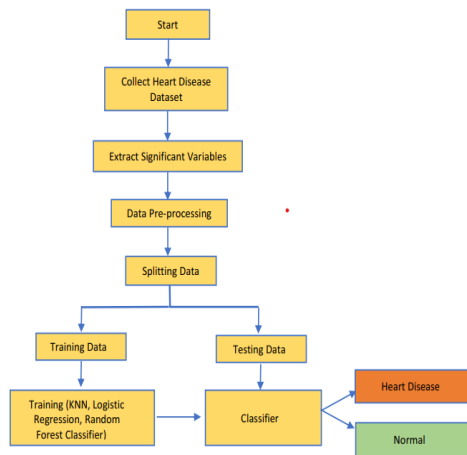 Start
Collect Heart Disease
Dataset
Extract Significant Variables
Data Pre-processing
Splitting Data
Training Data
Testing Data
Training (KNN, Logistic
Regression, Random
Forest Classifier)
Classifier
Heart Disease
Normal